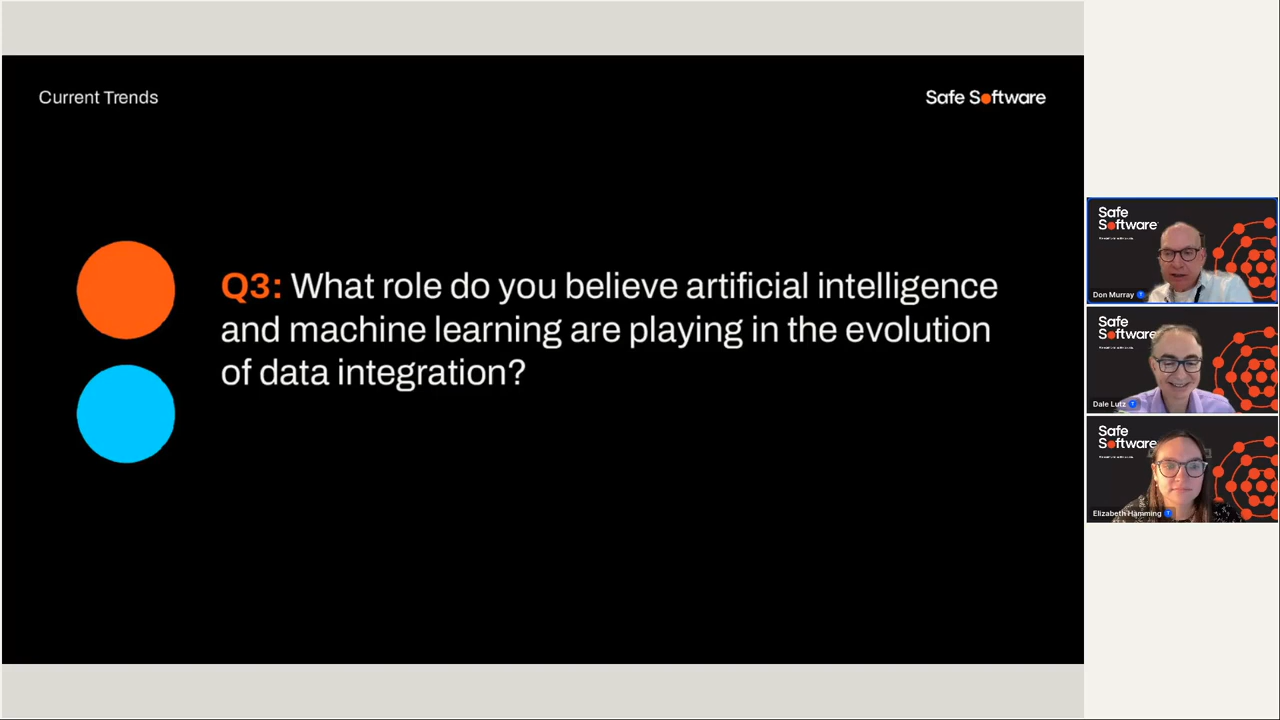 Current Trends
Safe Software
Q3: What role do you believe artificial intelligence
and machine learning are playing in the evolution
of data integration?
Safe
Software
Don Murray
Safe
Software
Dale Lutz
Safe
Software
Elizabeth Hamming